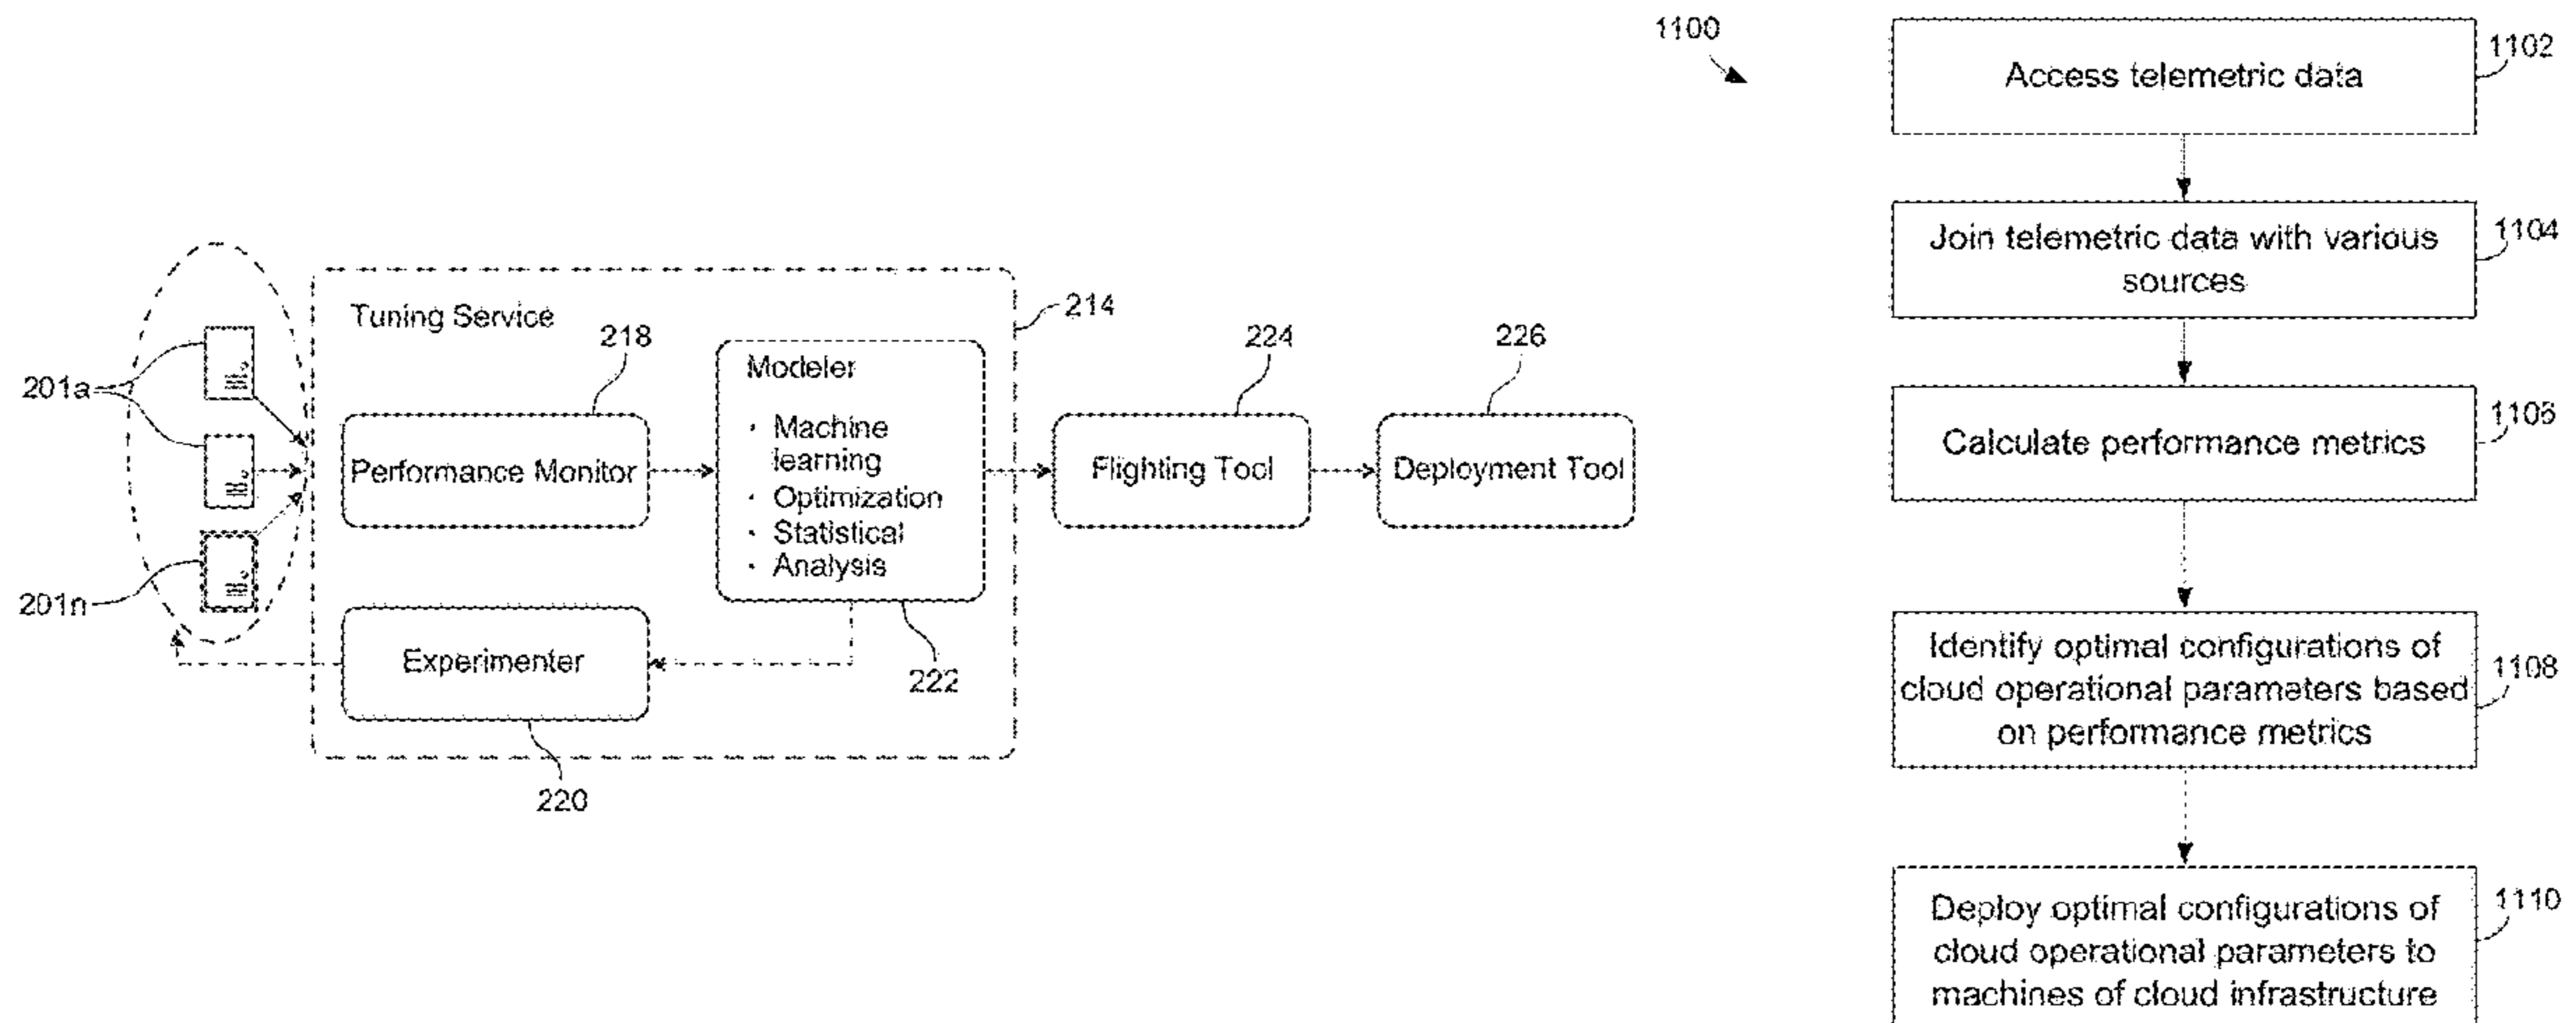 Tuning Service
214
218
Performance Monitor
Modeler
· Machine
learning
· Optimization
· Statistical
· Analysis
222
224
Flighting Tool
226
Deployment Tool
201a
201n
Experimenter
220
1100
Access telemetric data
1102
Join telemetric data with various
sources
1104
Calculate performance metrics
1106
Identify optimal configurations of
cloud operational parameters based
on performance metrics
1108
Deploy optimal configurations of
cloud operational parameters to
machines of cloud infrastructure
1110